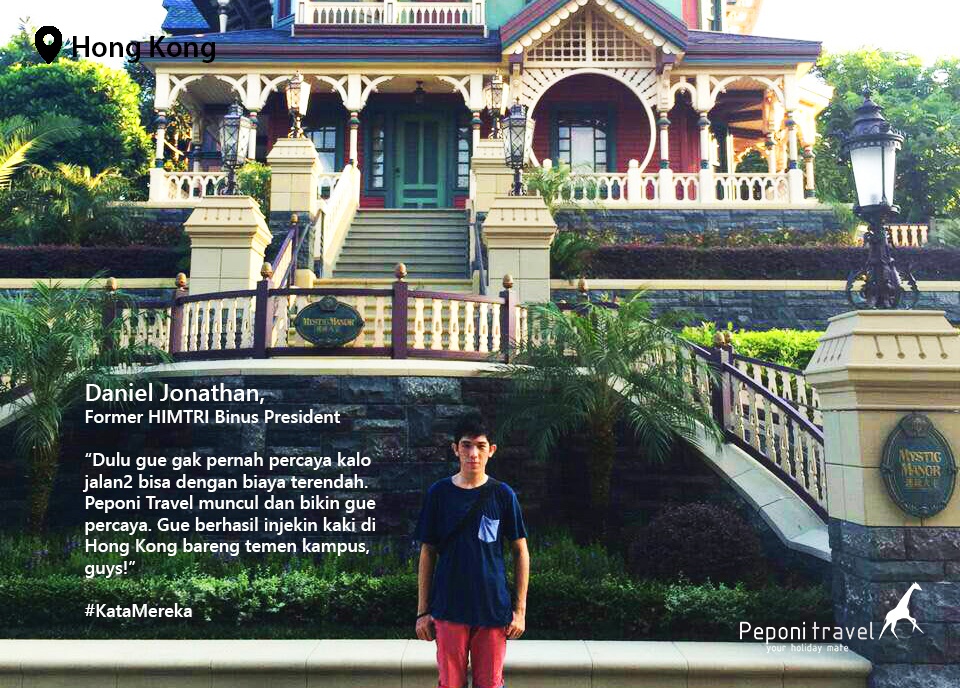 Hong Kong
MYSTIC MANOR
Daniel Jonathan,
Former HIMTRI Binus President
“Dulu gue gak pernah percaya kalo
jalan2 bisa dengan biaya terendah.
Peponi Travel muncul dan bikin gue
percaya. Gue berhasil injekin kaki di
Hong Kong bareng temen kampus,
guys!”
#KataMereka
MYSTIC
MANOR
Peponi travel
your holiday mate